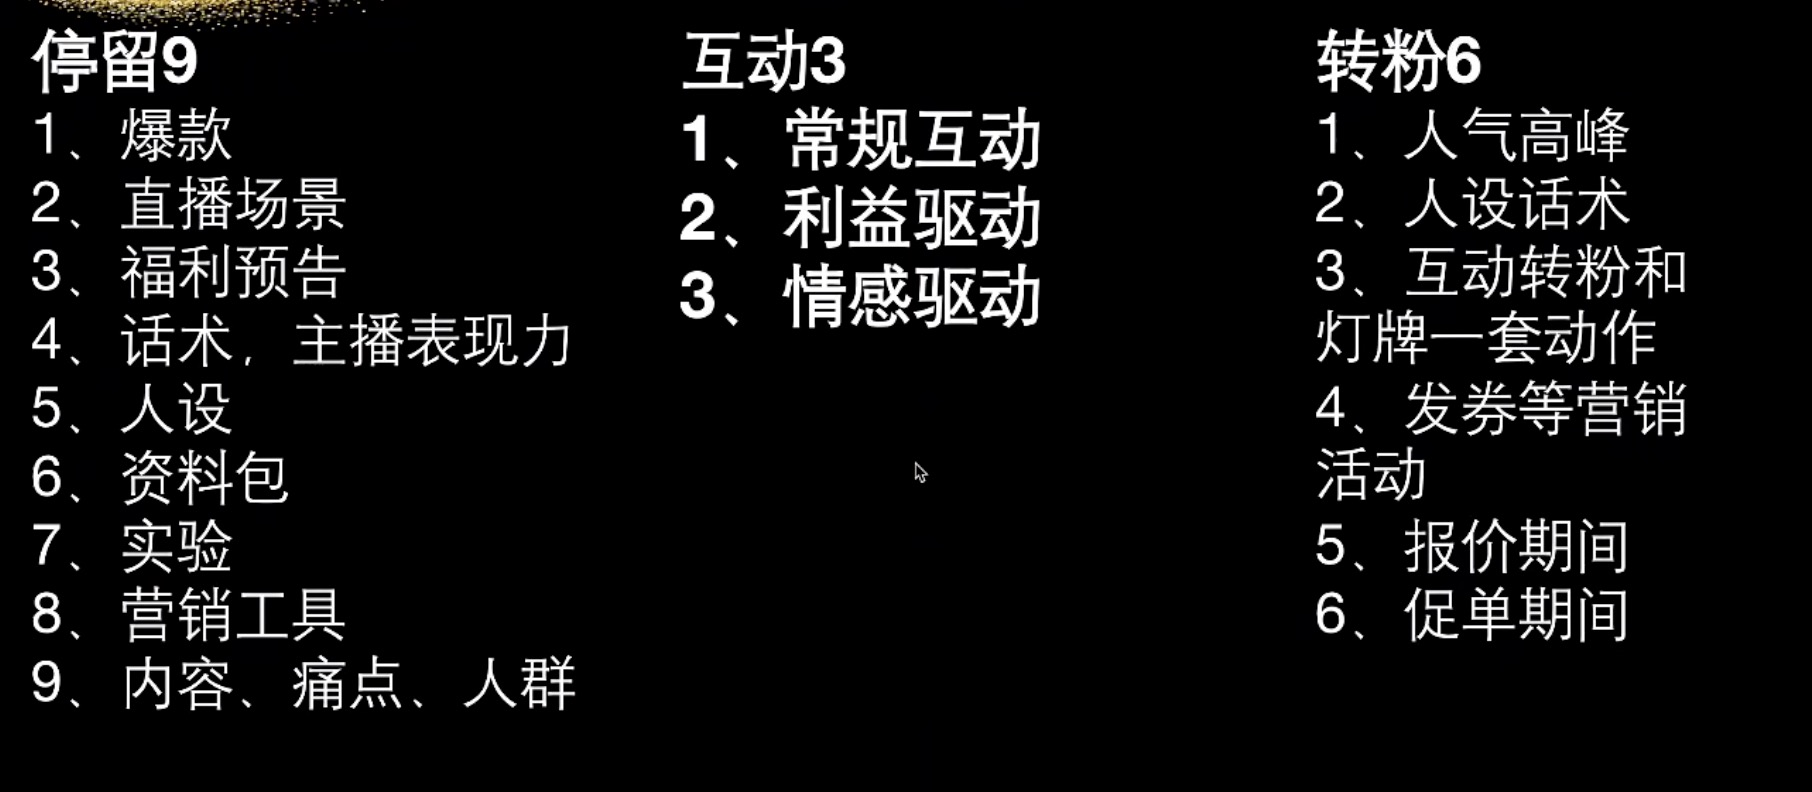 停留9
1、爆款
2、直播场景
3、福利预告
4、话术，主播表现力
5、人设
6、资料包
7、实验
8、营销工具
9、内容、痛点、人群
互动3
1、常规互动
2、利益驱动
3、情感驱动
转粉6
1、人气高峰
2、人设话术
3、互动转粉和
灯牌一套动作
4、发券等营销
活动
5、报价期间
6、促单期间